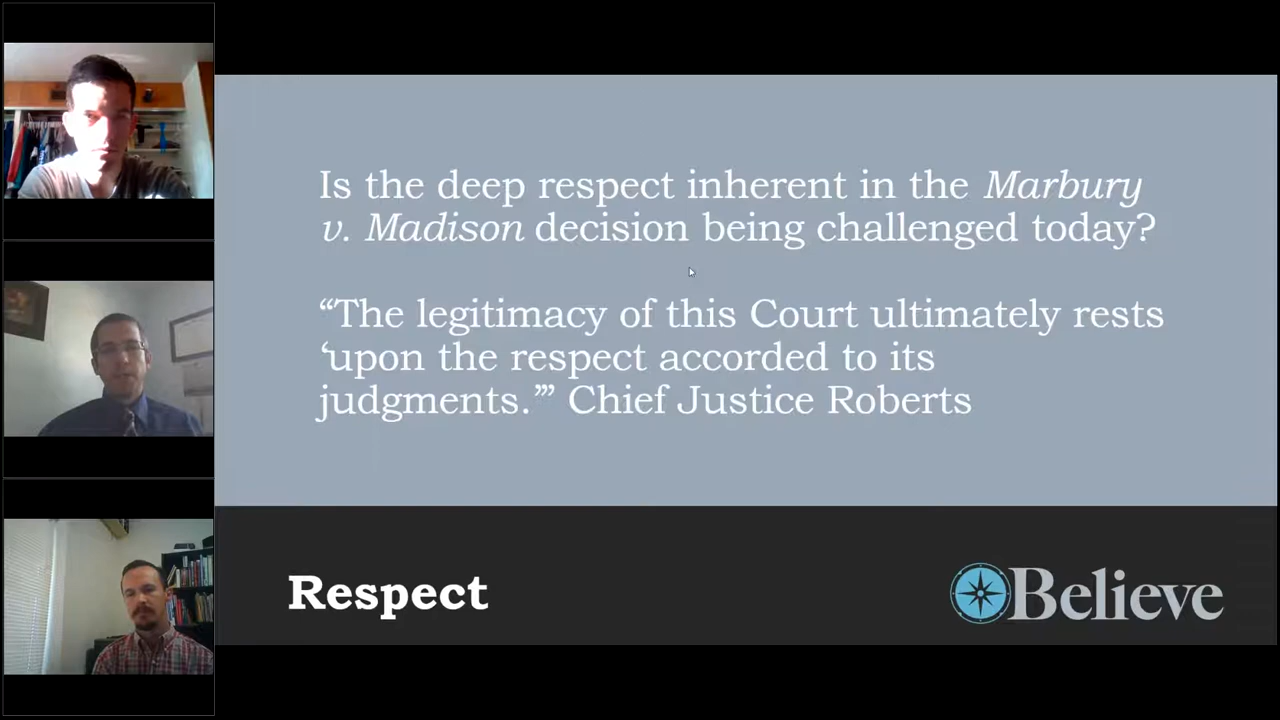 Is the deep respect inherent in the Marbury
v. Madison decision being challenged today?
“The legitimacy of this Court ultimately rests
‘upon the respect accorded to its
judgments.’” Chief Justice Roberts
Respect
Believe